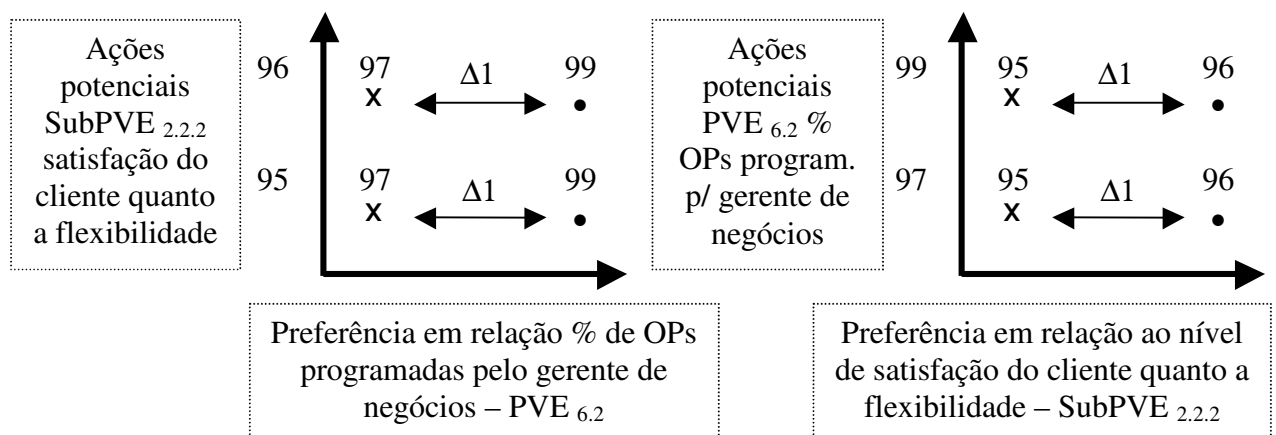 Ações
potenciais
SubPVE 2.2.2
satisfação do
cliente quanto
a flexibilidade
96
97
X
Δ1
99
95
97
X
Δ1
99
Preferência em relação % de OPs
programadas pelo gerente de
negócios – PVE 6.2
Ações
potenciais
PVE 6.2 %
OPs program.
p/ gerente de
negócios
99
95
X
Δ1
96
97
95
X
Δ1
96
Preferência em relação ao nível
de satisfação do cliente quanto a
flexibilidade – SubPVE 2.2.2